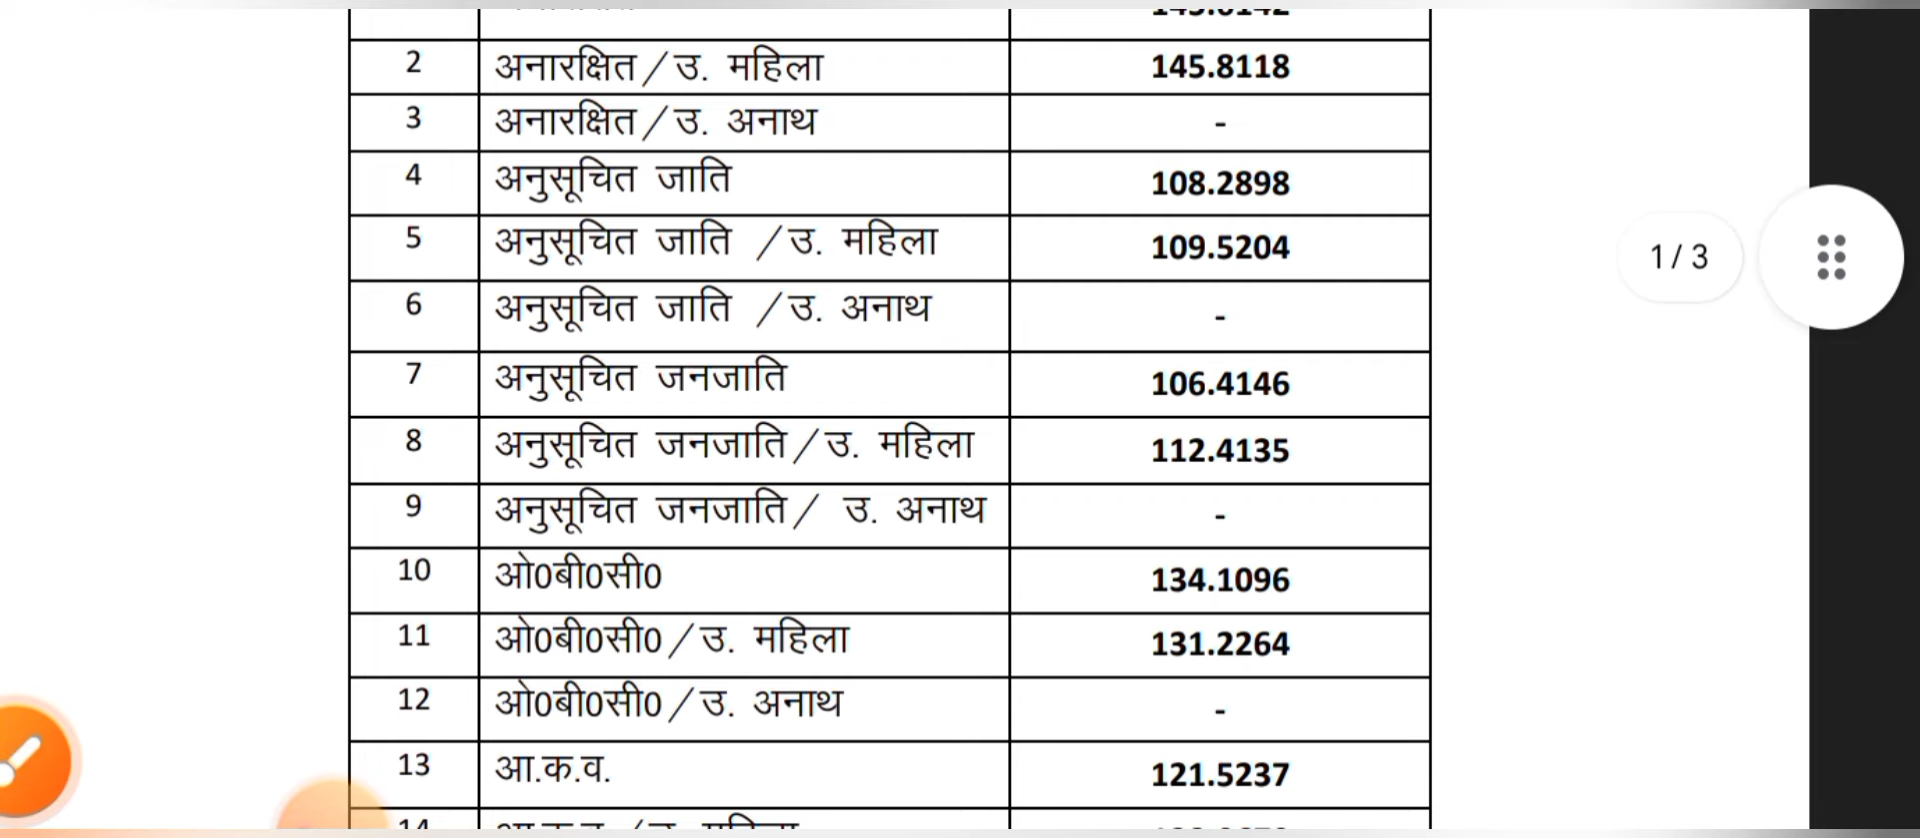 2 अनारक्षित/उ. महिला 145.8118
3 अनारक्षित/उ. अनाथ -
4 अनुसूचित जाति 108.2898
5 अनुसूचित जाति /उ. महिला 109.5204
6 अनुसूचित जाति /उ. अनाथ -
1 / 3
7 अनुसूचित जनजाति 106.4146
8 अनुसूचित जनजाति/उ. महिला 112.4135
9 अनुसूचित जनजाति/ उ. अनाथ -
10 ओ0बी0सी0 134.1096
11 ओ0बी0सी0/उ. महिला 131.2264
12 ओ0बी0सी0/उ. अनाथ -
13 आ.क.व. 121.5237
14